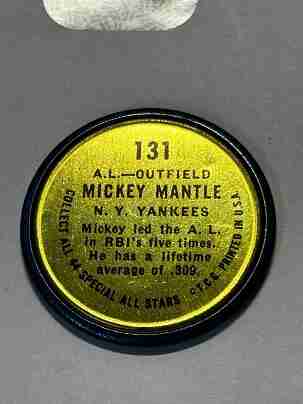 131
A.L.—OUTFIELD
MICKEY MANTLE
N.Y. YANKEES
Mickey led the A. L.
in RBI's five times.
He has a lifetime
average of .309.
COLLECT ALL 44 SPECIAL ALL STARS
©T.C.G. PRINTED IN U.S.A.